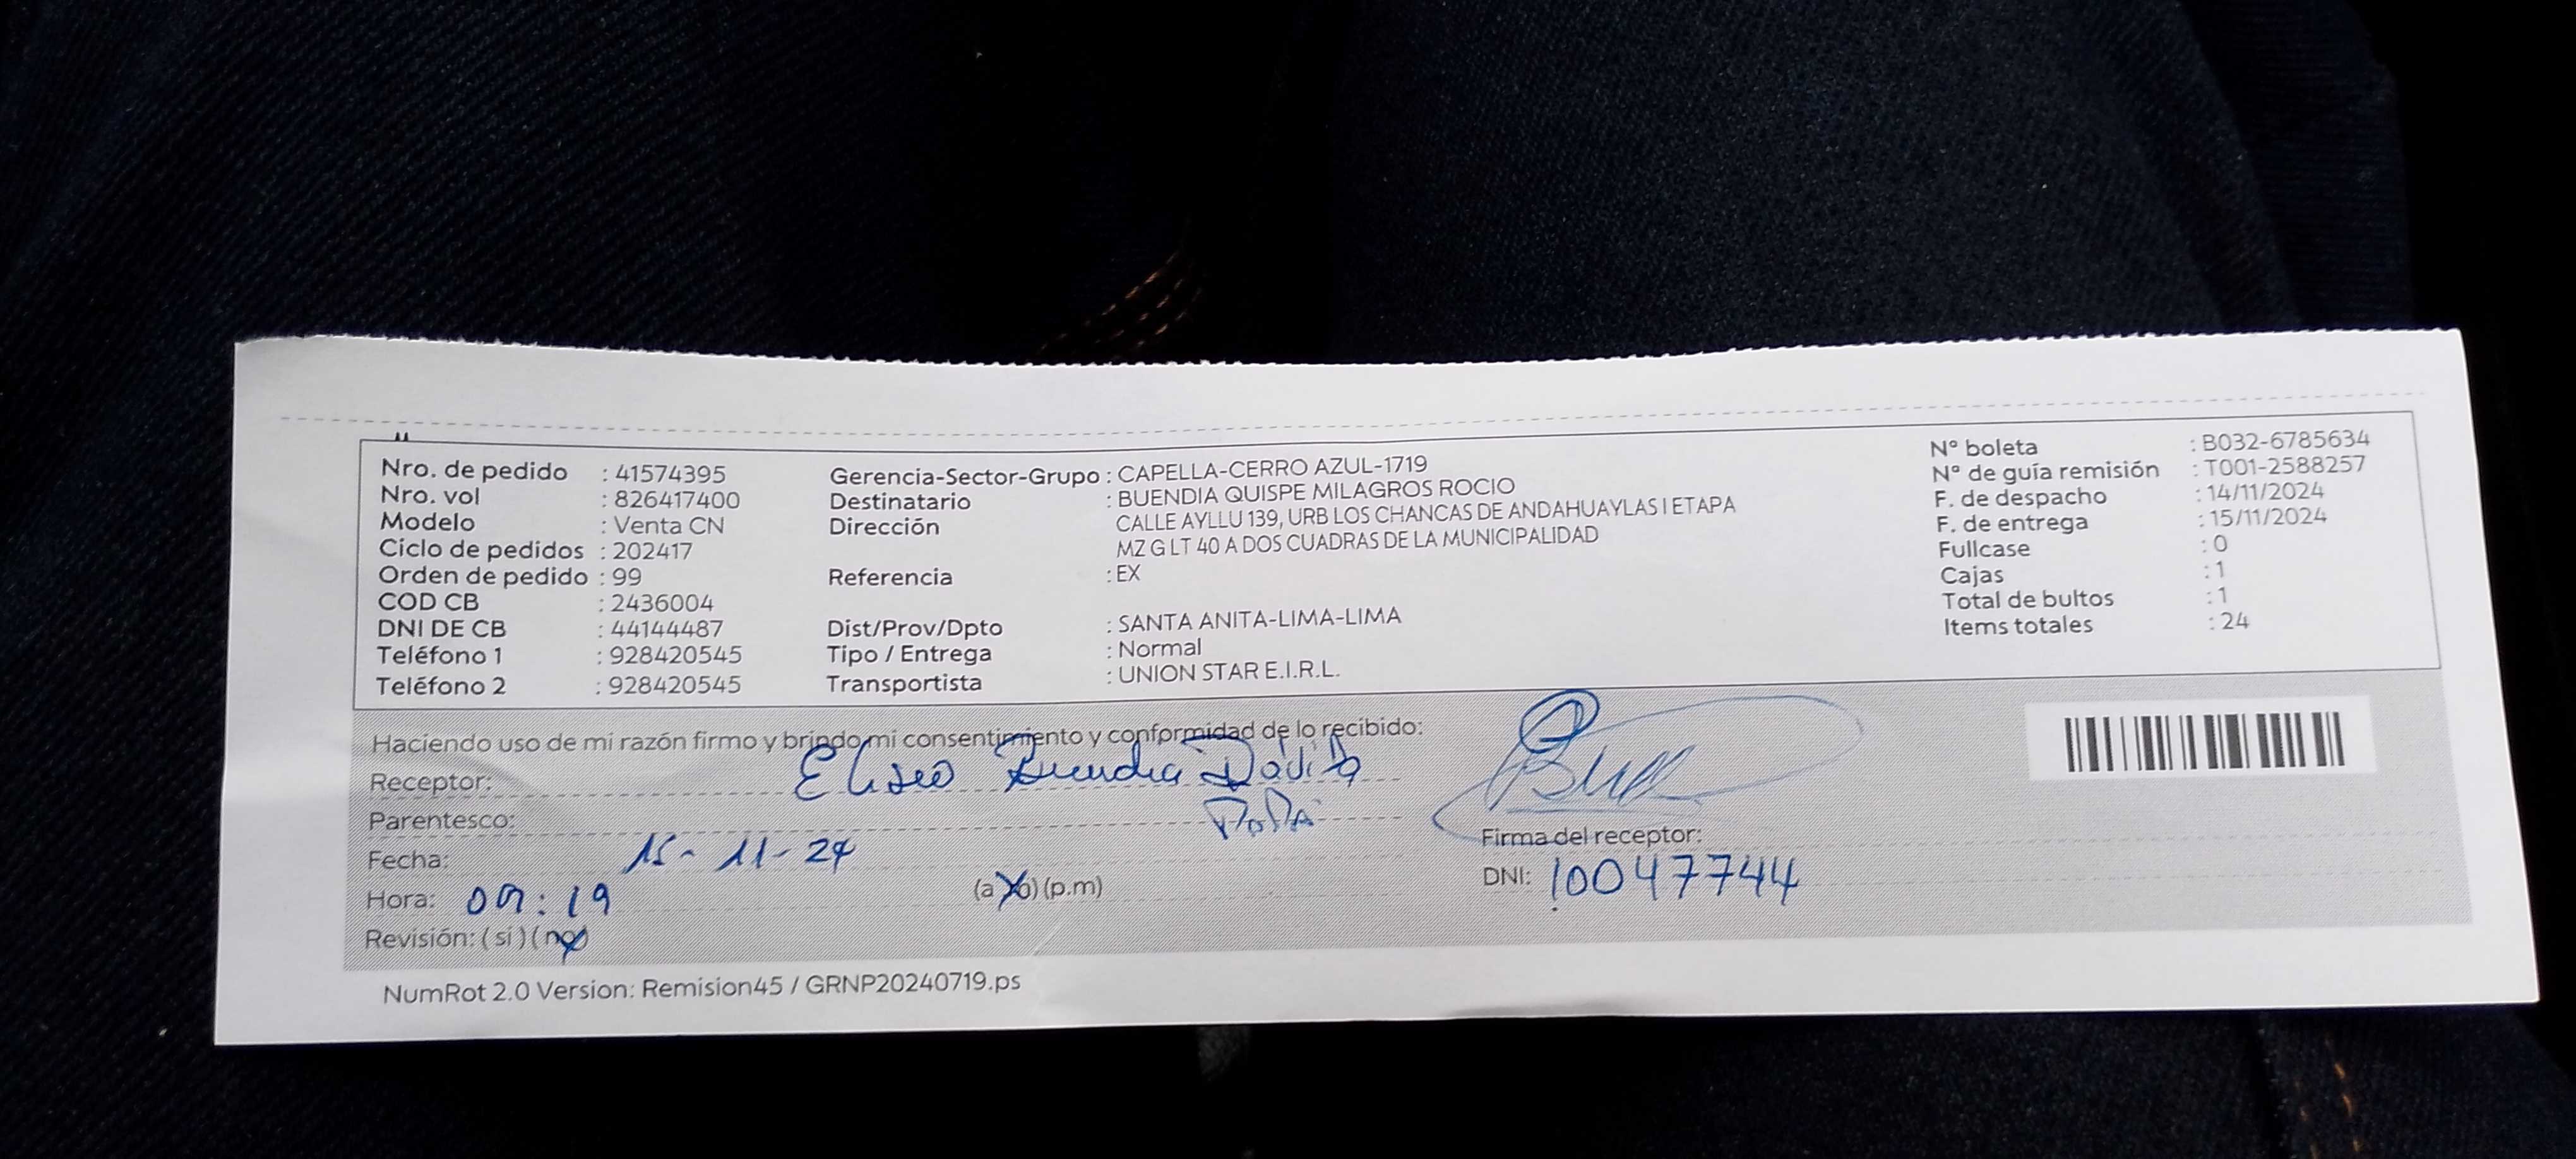 Nro. de pedido : 41574395
Nro. vol : 826417400
Modelo : Venta CN
Ciclo de pedidos : 202417
Orden de pedido : 99
COD CB : 2436004
DNI DE CB : 44144487
Teléfono 1 : 928420545
Teléfono 2 : 928420545
Gerencia-Sector-Grupo : CAPELLA-CERRO AZUL-1719
Destinatario : BUENDIA QUISPE MILAGROS ROCIO
Dirección CALLE AYLLU 139, URB LOS CHANCAS DE ANDAHUAYLAS I ETAPA
MZ G LT 40 A DOS CUADRAS DE LA MUNICIPALIDAD
Referencia : EX
Dist/Prov/Dpto : SANTA ANITA-LIMA-LIMA
Tipo / Entrega : Normal
Transportista : UNION STAR E.I.R.L.
N° boleta : B032-6785634
N° de guía remisión : T001-2588257
F. de despacho : 14/11/2024
F. de entrega : 15/11/2024
Fullcase : 0
Cajas : 1
Total de bultos : 1
Items totales : 24
Haciendo uso de mi razón firmo y brindo mi consentimiento y conformidad de lo recibido:
Receptor: Eliseo Buendia Dávila
Parentesco: PaPá
Fecha: 15-11-24
Hora: 09:19 (a.m) (p.m)
Revisión: ( si ) ( no )
Firma del receptor:
DNI: 10047744
NumRot 2.0 Version: Remision45 / GRNP20240719.ps